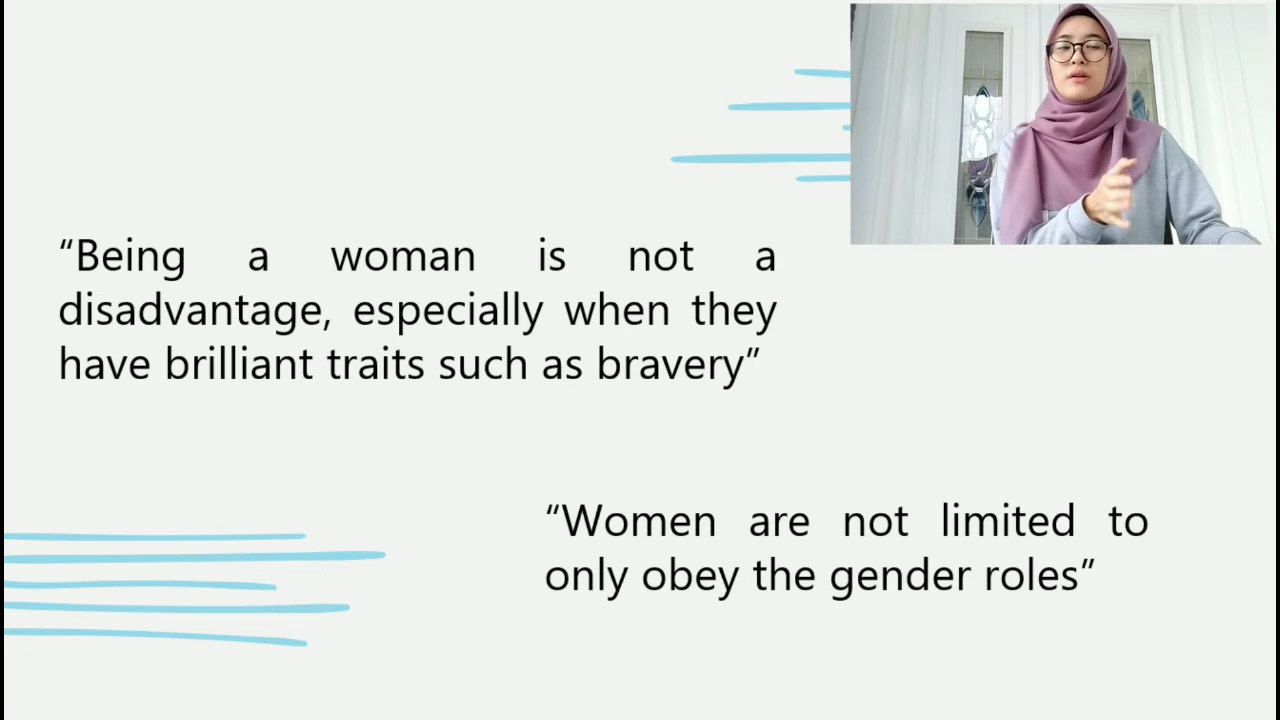 “Being a woman is not a
disadvantage, especially when they
have brilliant traits such as bravery”
“Women are not limited to
only obey the gender roles”